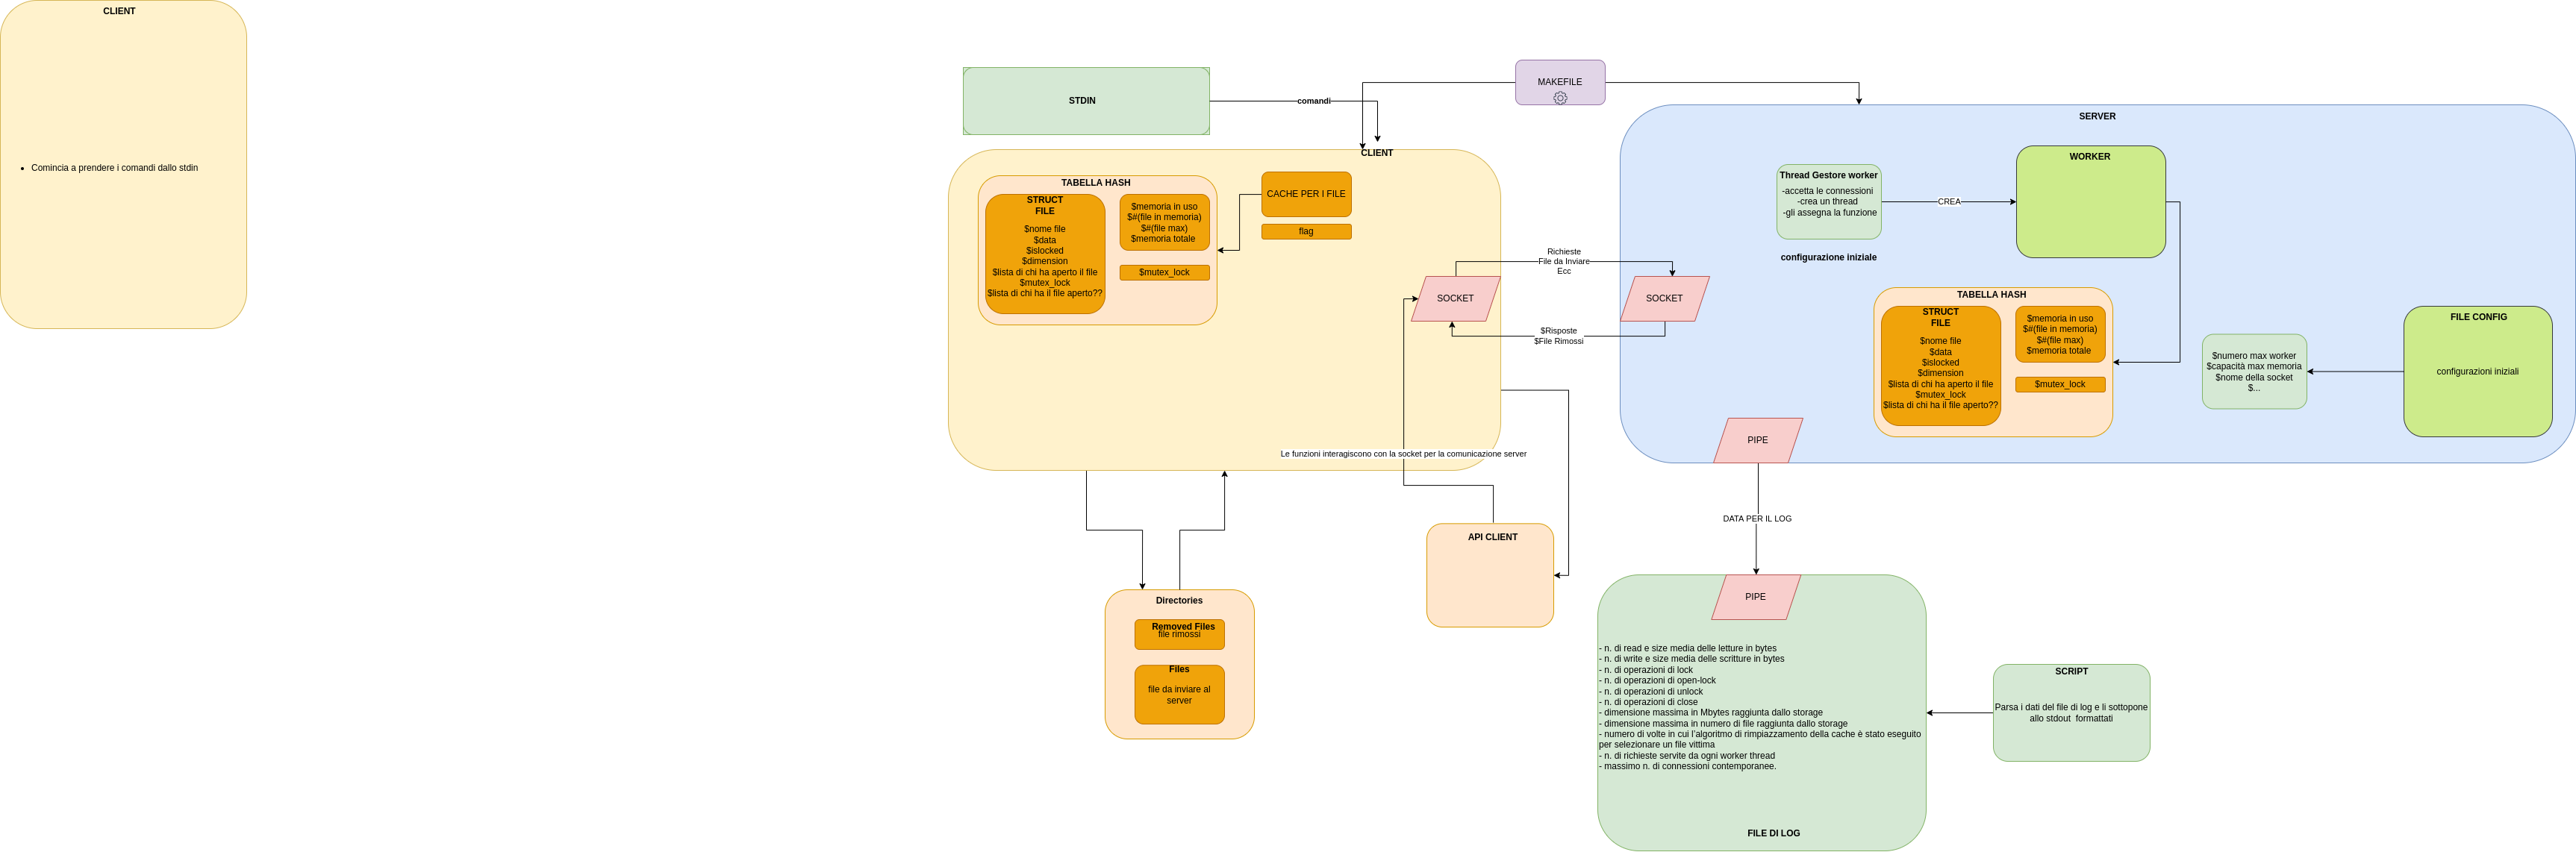 CLIENT
Comincia a prendere i comandi dallo stdin
STDIN
comandi
MAKEFILE
CLIENT
TABELLA HASH
STRUCT
FILE
$nome file
$data
$islocked
$dimension
$lista di chi ha aperto il file
$mutex_lock
$lista di chi ha il file aperto??
$memoria in uso
$#(file in memoria)
$#(file max)
$memoria totale
$mutex_lock
CACHE PER I FILE
flag
SOCKET
Le funzioni interagiscono con la socket per la comunicazione server
Richieste
File da Inviare
Ecc
$Risposte
$File Rimossi
SERVER
SOCKET
Thread Gestore worker
-accetta le connessioni
-crea un thread
-gli assegna la funzione
CREA
WORKER
configurazione iniziale
TABELLA HASH
STRUCT
FILE
$nome file
$data
$islocked
$dimension
$lista di chi ha aperto il file
$mutex_lock
$lista di chi ha il file aperto??
$memoria in uso
$#(file in memoria)
$#(file max)
$memoria totale
$mutex_lock
$numero max worker
$capacità max memoria
$nome della socket
$...
FILE CONFIG
configurazioni iniziali
PIPE
DATA PER IL LOG
API CLIENT
Directories
Removed Files
file rimossi
Files
file da inviare al
server
PIPE
- n. di read e size media delle letture in bytes
- n. di write e size media delle scritture in bytes
- n. di operazioni di lock
- n. di operazioni di open-lock
- n. di operazioni di unlock
- n. di operazioni di close
- dimensione massima in Mbytes raggiunta dallo storage
- dimensione massima in numero di file raggiunta dallo storage
- numero di volte in cui l'algoritmo di rimpiazzamento della cache è stato eseguito
per selezionare un file vittima
- n. di richieste servite da ogni worker thread
- massimo n. di connessioni contemporanee.
FILE DI LOG
SCRIPT
Parsa i dati del file di log e li sottopone
allo stdout formattati